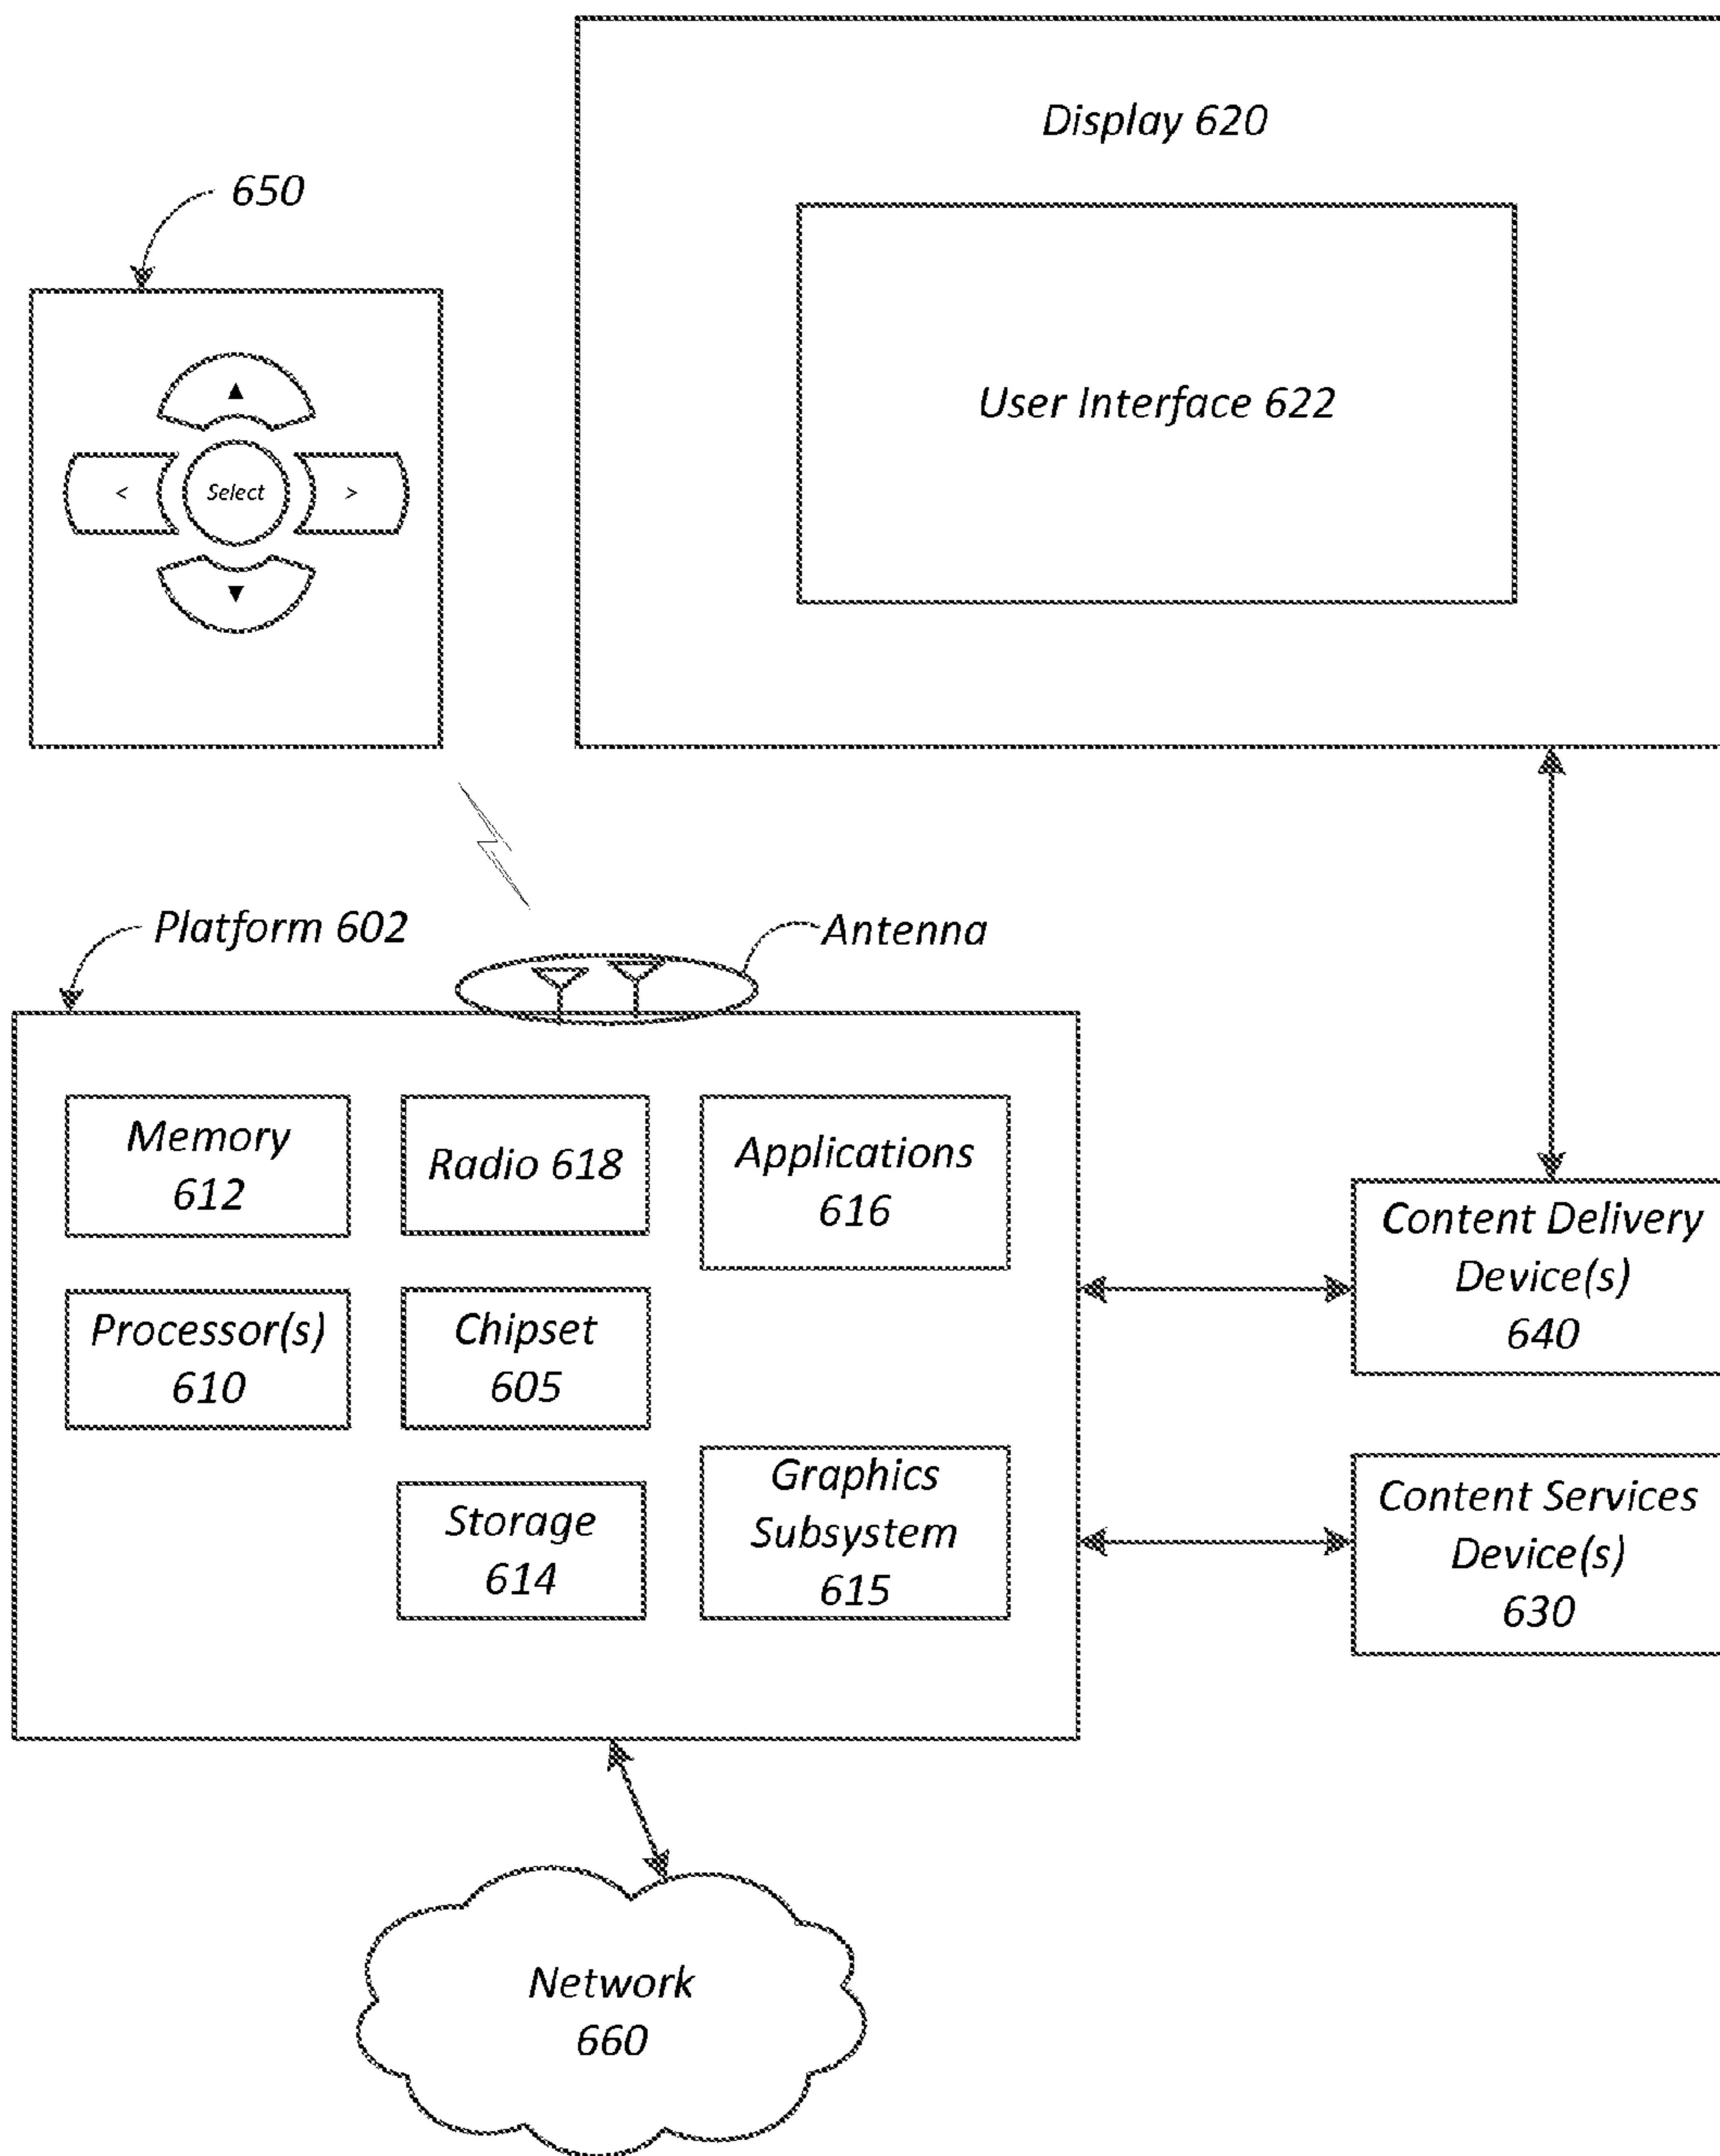 Display 620
650
User Interface 622
▲
<
Select
>
▼
Platform 602
Antenna
Memory
612
Radio 618
Applications
616
Processor(s)
610
Chipset
605
Storage
614
Graphics
Subsystem
615
Content Delivery
Device(s)
640
Content Services
Device(s)
630
Network
660